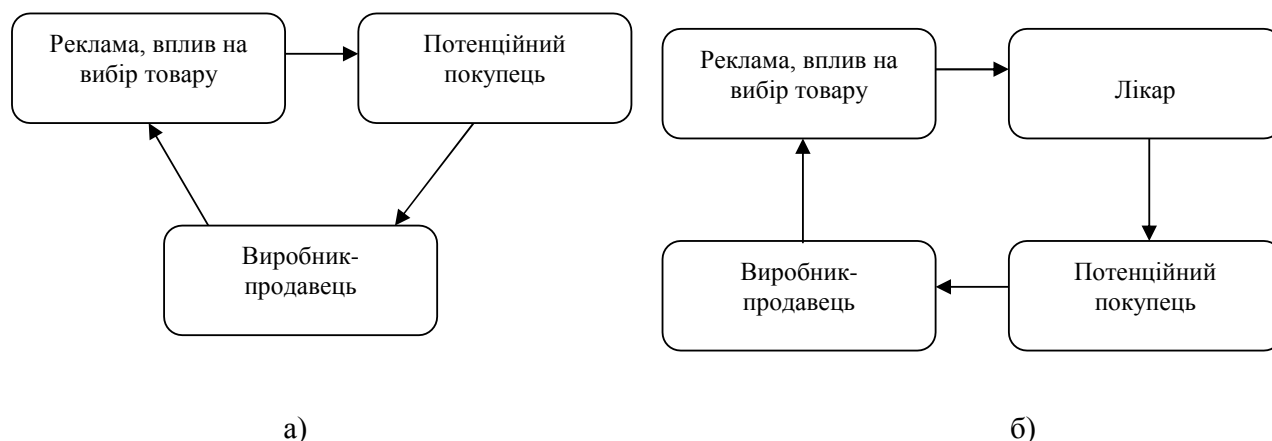 Реклама, вплив на
вибір товару
Потенційний
покупець
Виробник-
продавець
а)
Реклама, вплив на
вибір товару
Лікар
Виробник-
продавець
Потенційний
покупець
б)